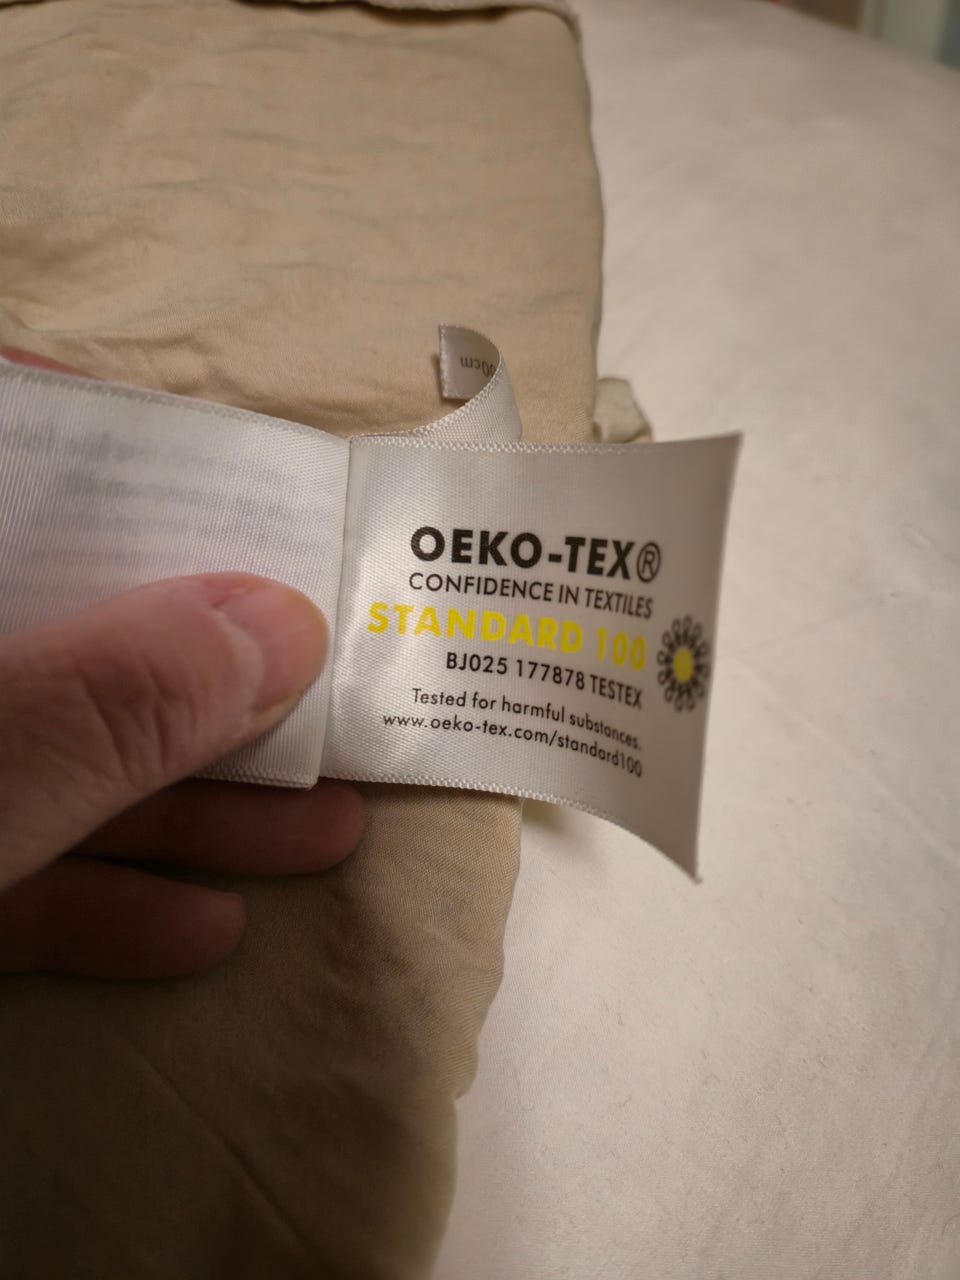 0cm
OEKO-TEX®
CONFIDENCE IN TEXTILES
STANDARD 100
BJ025 177878 TESTEX
Tested for harmful substances.
www.oeko-tex.com/standard100